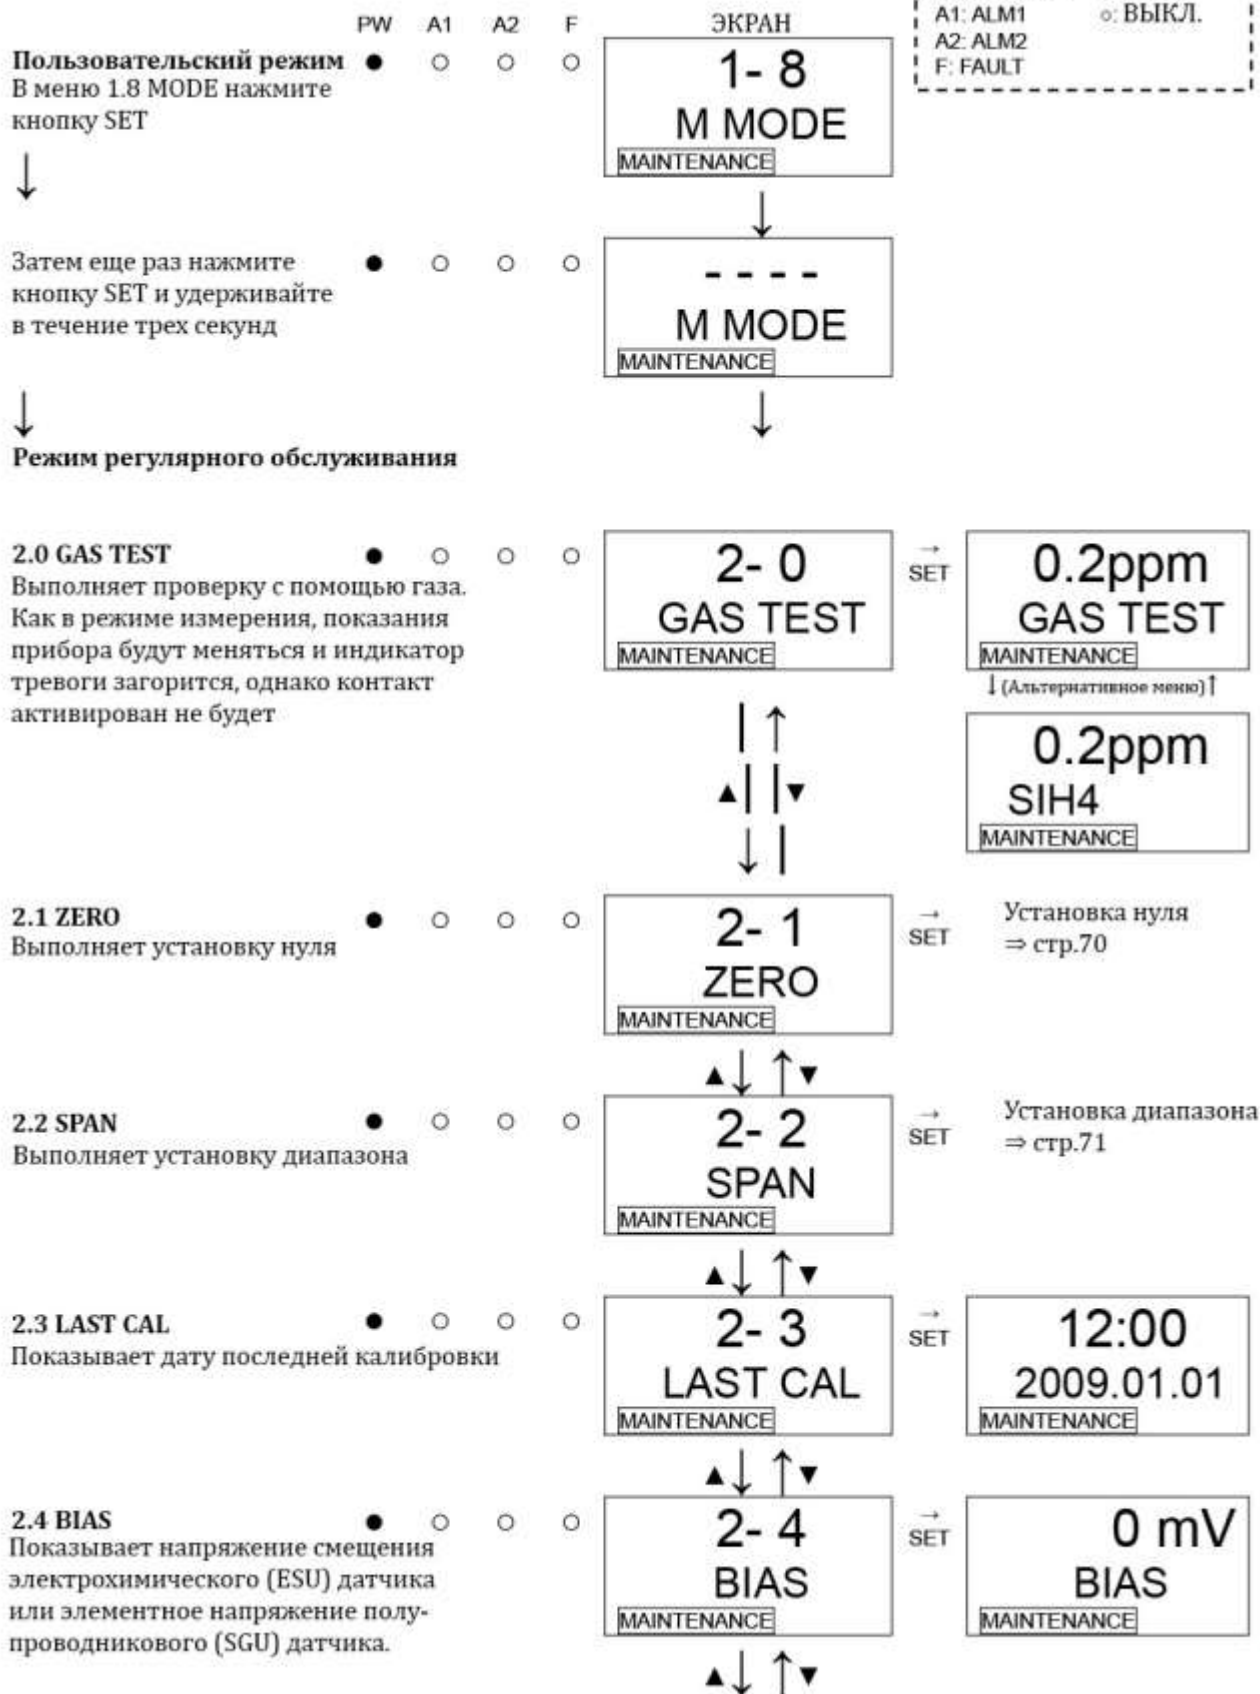 PW A1 A2 F ЭКРАН
A1: ALM1 ○: ВЫКЛ.
A2: ALM2
F: FAULT
Пользовательский режим ● ○ ○ ○
В меню 1.8 MODE нажмите
кнопку SET
1- 8
M MODE
MAINTENANCE
↓
↓
Затем еще раз нажмите ● ○ ○ ○
кнопку SET и удерживайте
в течение трех секунд
- - - -
M MODE
MAINTENANCE
↓ ↓
Режим регулярного обслуживания
2.0 GAS TEST ● ○ ○ ○
Выполняет проверку с помощью газа.
Как в режиме измерения, показания
прибора будут меняться и индикатор
тревоги загорится, однако контакт
активирован не будет
2- 0
GAS TEST
MAINTENANCE
→
SET
0.2ppm
GAS TEST
MAINTENANCE
↓(Альтернативное меню)↑
0.2ppm
SIH4
MAINTENANCE
▲ ▼
2.1 ZERO ● ○ ○ ○
Выполняет установку нуля
2- 1
ZERO
MAINTENANCE
→
SET
Установка нуля
⇒ стр.70
▲↓ ↑▼
2.2 SPAN ● ○ ○ ○
Выполняет установку диапазона
2- 2
SPAN
MAINTENANCE
→
SET
Установка диапазона
⇒ стр.71
▲↓ ↑▼
2.3 LAST CAL ● ○ ○ ○
Показывает дату последней калибровки
2- 3
LAST CAL
MAINTENANCE
→
SET
12:00
2009.01.01
MAINTENANCE
▲↓ ↑▼
2.4 BIAS ● ○ ○ ○
Показывает напряжение смещения
электрохимического (ESU) датчика
или элементное напряжение полу-
проводникового (SGU) датчика.
2- 4
BIAS
MAINTENANCE
→
SET
0 mV
BIAS
MAINTENANCE
▲↓ ↑▼